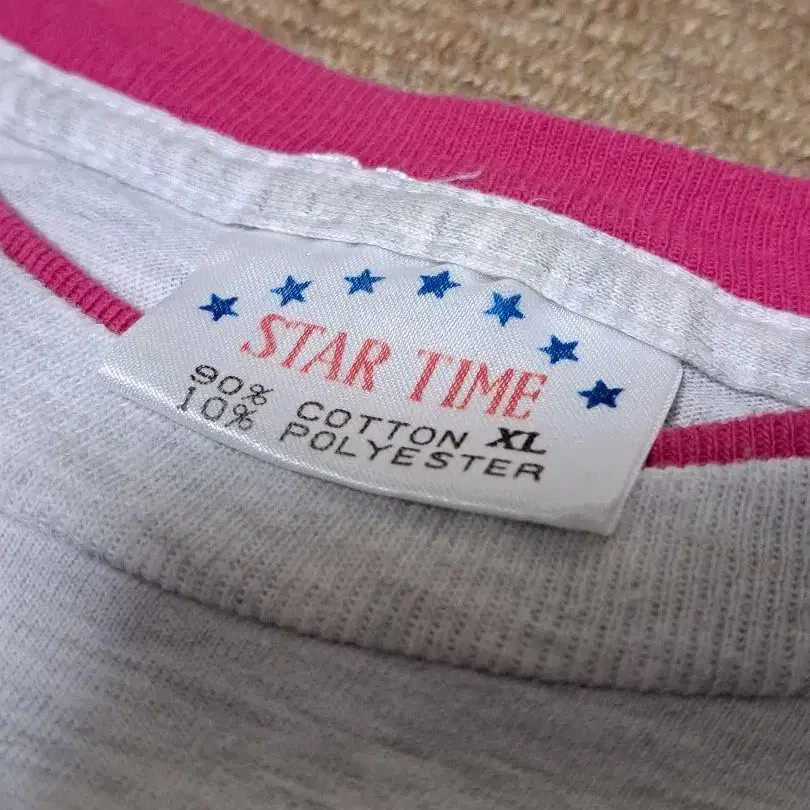 STAR TIME
90% COTTON XL
10% POLYESTER